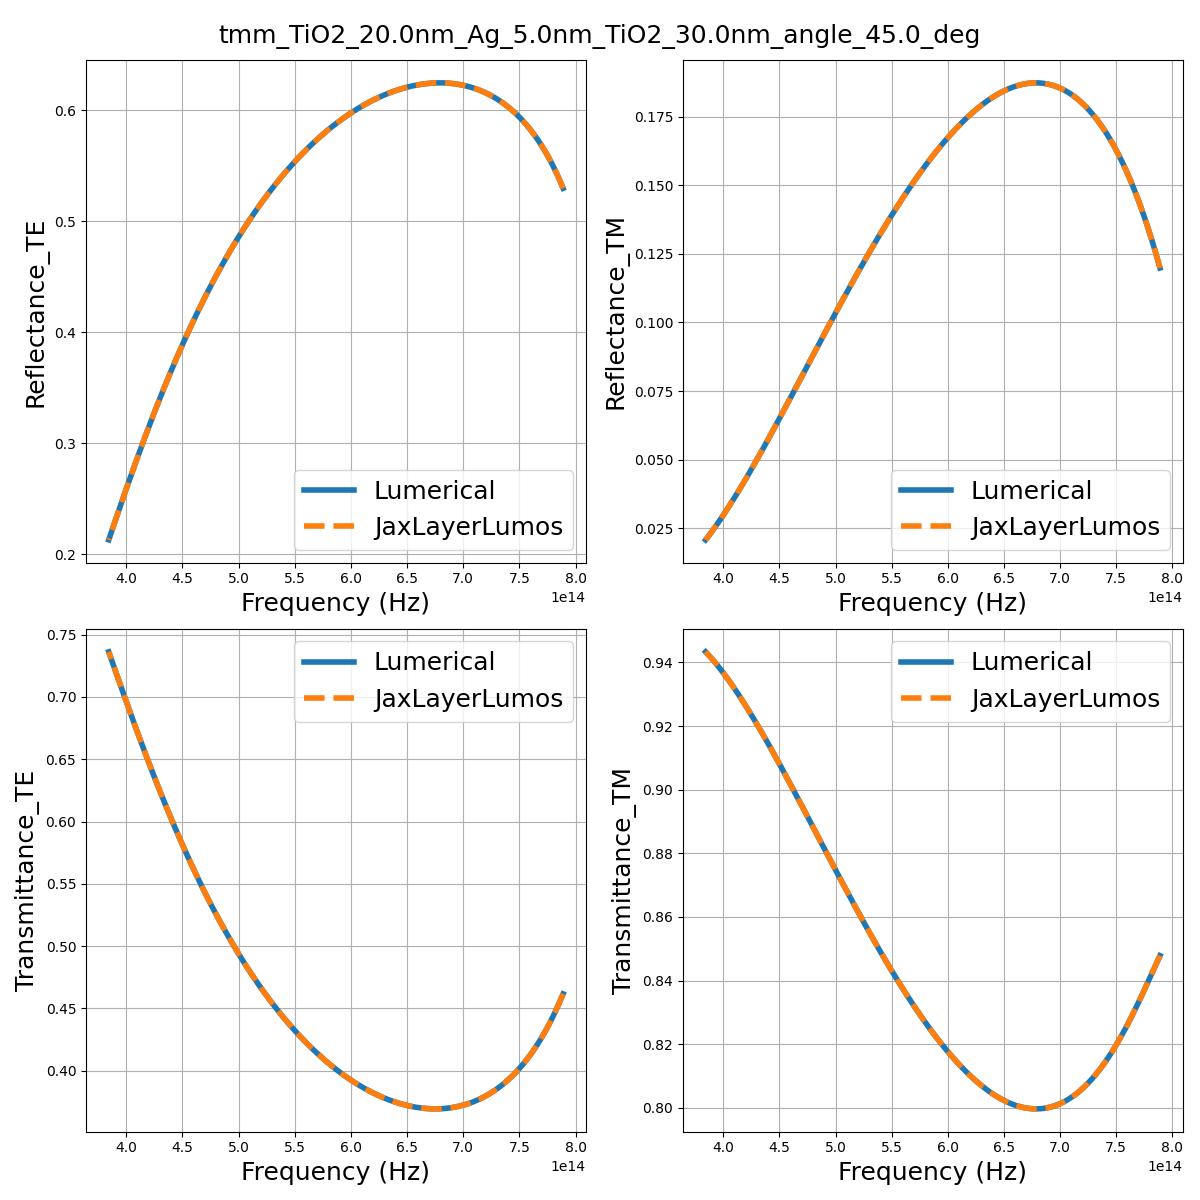 tmm_TiO2_20.0nm_Ag_5.0nm_TiO2_30.0nm_angle_45.0_deg
Reflectance_TE
0.6
0.5
0.4
0.3
0.2
Lumerical
JaxLayerLumos
4.0 4.5 5.0 5.5 6.0 6.5 7.0 7.5 8.0
1e14
Frequency (Hz)
Reflectance_TM
0.175
0.150
0.125
0.100
0.075
0.050
0.025
Lumerical
JaxLayerLumos
4.0 4.5 5.0 5.5 6.0 6.5 7.0 7.5 8.0
1e14
Frequency (Hz)
Transmittance_TE
0.75
0.70
0.65
0.60
0.55
0.50
0.45
0.40
Lumerical
JaxLayerLumos
4.0 4.5 5.0 5.5 6.0 6.5 7.0 7.5 8.0
1e14
Frequency (Hz)
Transmittance_TM
0.94
0.92
0.90
0.88
0.86
0.84
0.82
0.80
Lumerical
JaxLayerLumos
4.0 4.5 5.0 5.5 6.0 6.5 7.0 7.5 8.0
1e14
Frequency (Hz)